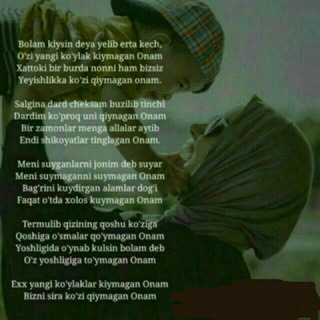 Bolam kiysin deya yelib erta kech,
O'zi yangi ko'ylak kiymagan Onam
Xattoki bir burda nonni ham bizsiz
Yeyishlikka ko'zi qiymagan onam.

Salgina dard cheksam buzilib tinchi
Dardim ko'proq uni qiynagan Onam
Bir zamonlar menga allalar aytib
Endi shikoyatlar tinglagan Onam.

Meni suyganlarni jonim deb suyar
Meni suymaganni suymagan Onam
Bag'rini kuydirgan alamlar dog'i
Faqat o'tda xolos kuymagan Onam

Termulib qizining qoshu ko'ziga
Qoshiga o'smalar qo'ymagan Onam
Yoshligida o'ynab kulsin bolam deb
O'z yoshligiga to'ymagan Onam

Exx yangi ko'ylaklar kiymagan Onam
Bizni sira ko'zi qiymagan Onam